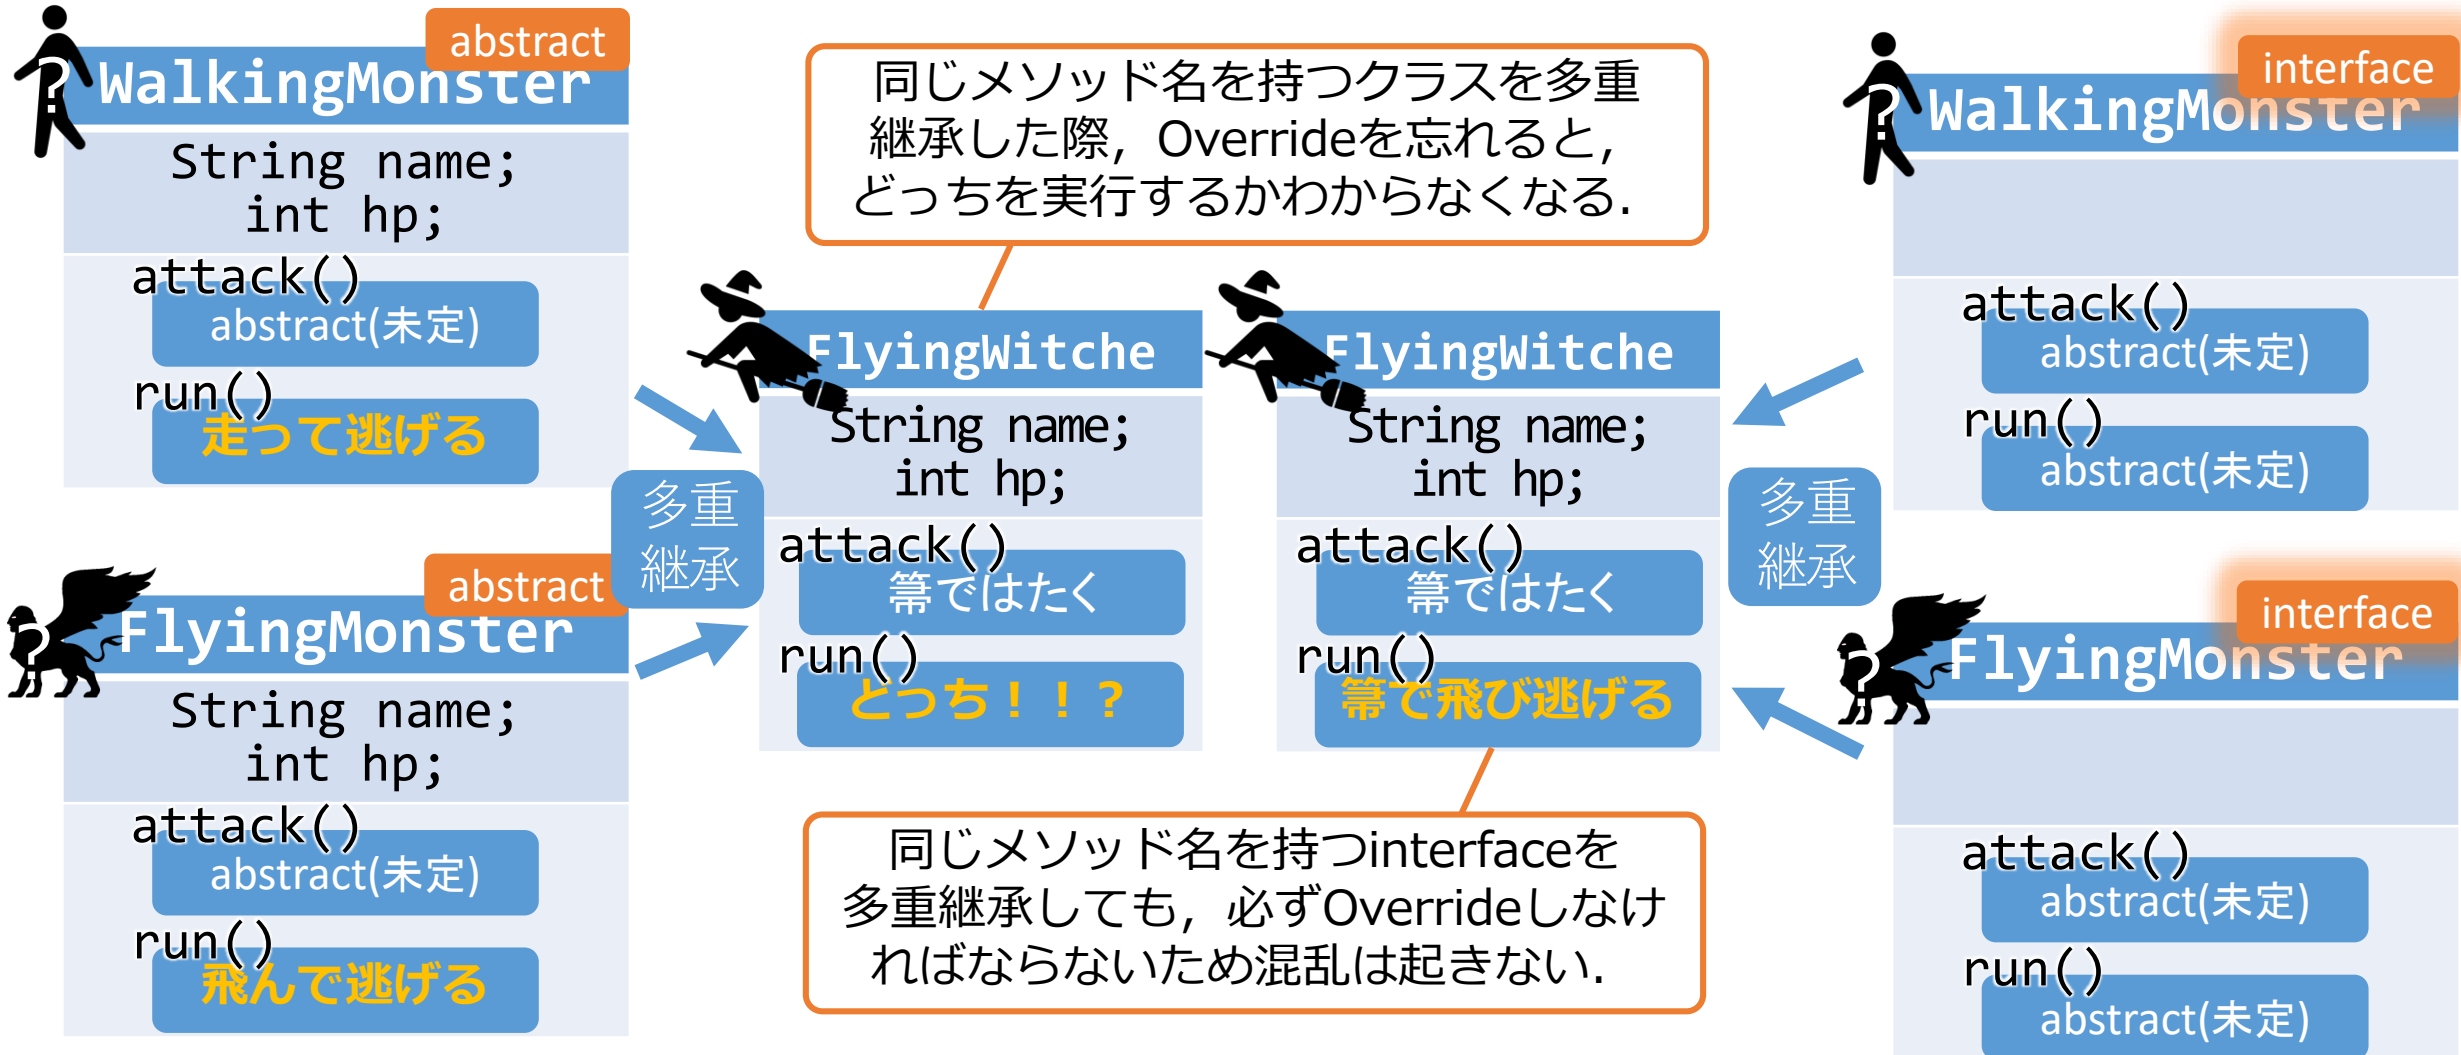 abstract
WalkingMonster
?
String name;
int hp;
attack()
abstract(未定)
run()
走って逃げる
abstract
FlyingMonster
?
String name;
int hp;
attack()
abstract(未定)
run()
飛んで逃げる
多重
継承
同じメソッド名を持つクラスを多重
継承した際，Overrideを忘れると，
どっちを実行するかわからなくなる．
FlyingWitche
String name;
int hp;
attack()
箒ではたく
run()
どっち！！？
FlyingWitche
String name;
int hp;
attack()
箒ではたく
run()
箒で飛び逃げる
同じメソッド名を持つinterfaceを
多重継承しても，必ずOverrideしなけ
ればならないため混乱は起きない．
多重
継承
interface
WalkingMonster
?
attack()
abstract(未定)
run()
abstract(未定)
interface
FlyingMonster
?
attack()
abstract(未定)
run()
abstract(未定)